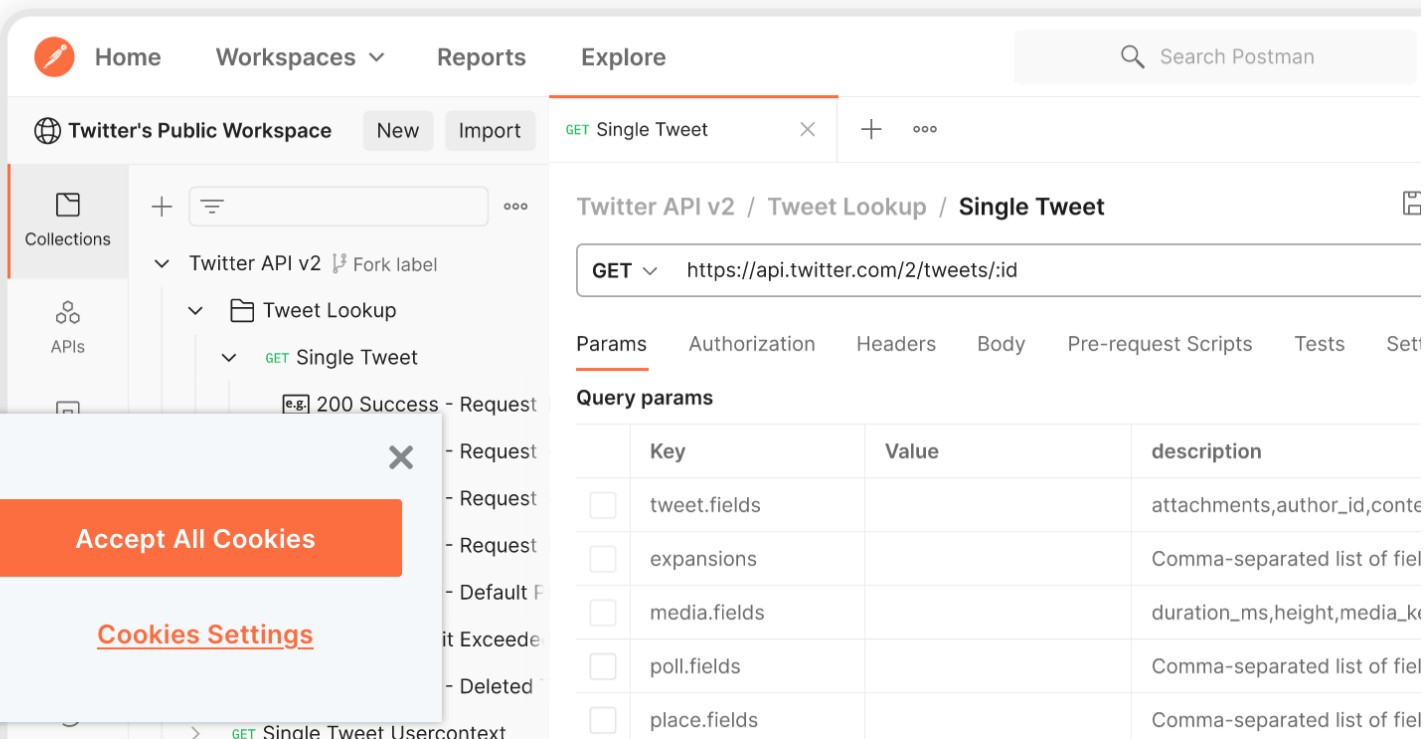 Home Workspaces Reports Explore Search Postman
Twitter's Public Workspace New Import
GET Single Tweet
Collections
APIs
Twitter API v2 Fork label
Tweet Lookup
GET Single Tweet
e.g. 200 Success - Request
- Request
- Request
- Request
- Default
it Exceede
- Deleted
GET Single Tweet Usercontext
Accept All Cookies
Cookies Settings
Twitter API v2 / Tweet Lookup / Single Tweet
GET https://api.twitter.com/2/tweets/:id
Params Authorization Headers Body Pre-request Scripts Tests Sett
Query params
Key Value description
tweet.fields attachments,author_id,conte
expansions Comma-separated list of fiel
media.fields duration_ms,height,media_ke
poll.fields Comma-separated list of fiel
place.fields Comma-separated list of fiel